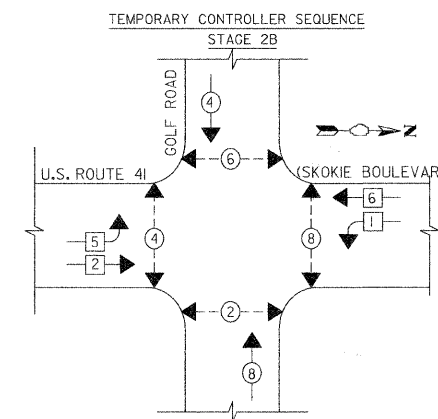 TEMPORARY CONTROLLER SEQUENCE
STAGE 2B
GOLF ROAD
4
6
N
U.S. ROUTE 41
(SKOKIE BOULEVAR
6
1
5
2
4
8
2
8